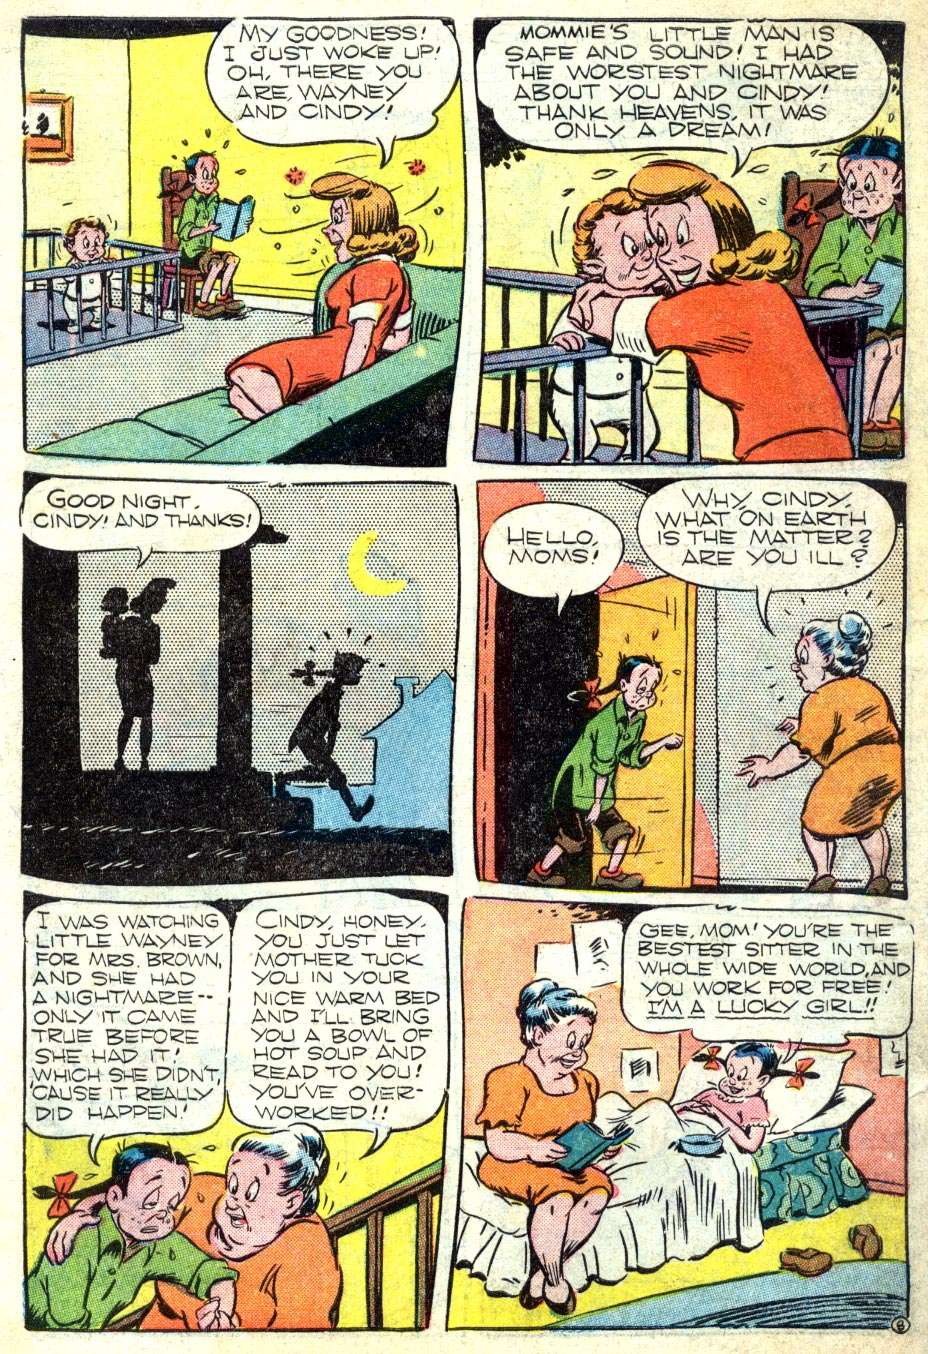 MY GOODNESS!
I JUST WOKE UP!
OH, THERE YOU
ARE, WAYNEY
AND CINDY!
MOMMIE'S LITTLE MAN IS
SAFE AND SOUND! I HAD
THE WORSTEST NIGHTMARE
ABOUT YOU AND CINDY!
THANK HEAVENS, IT WAS
ONLY A DREAM!
GOOD NIGHT,
CINDY! AND THANKS!
HELLO,
MOMS!
WHY, CINDY,
WHAT ON EARTH
IS THE MATTER?
ARE YOU ILL?
I WAS WATCHING
LITTLE WAYNEY
FOR MRS. BROWN,
AND SHE HAD
A NIGHTMARE--
ONLY IT CAME
TRUE BEFORE
SHE HAD IT!
WHICH SHE DIDN'T,
'CAUSE IT REALLY
DID HAPPEN!
CINDY, HONEY,
YOU JUST LET
MOTHER TUCK
YOU IN YOUR
NICE WARM BED
AND I'LL BRING
YOU A BOWL OF
HOT SOUP AND
READ TO YOU!
YOU'VE OVER-
WORKED!!
GEE, MOM! YOU'RE THE
BESTEST SITTER IN THE
WHOLE WIDE WORLD, AND
YOU WORK FOR FREE!
I'M A LUCKY GIRL!!
8